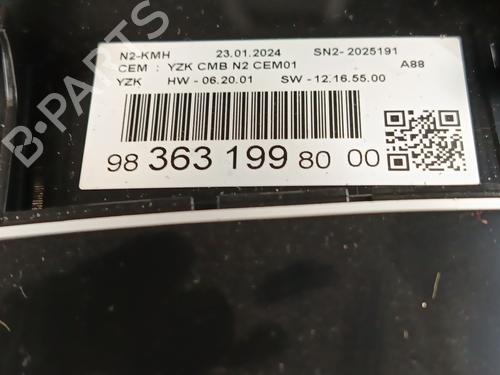 N2-KMH 23.01.2024 SN2- 2025191
CEM : YZK CMB N2 CEM01 A88
YZK HW - 06.20.01 SW - 12.16.55.00
98 363 199 80 00
B-PARTS